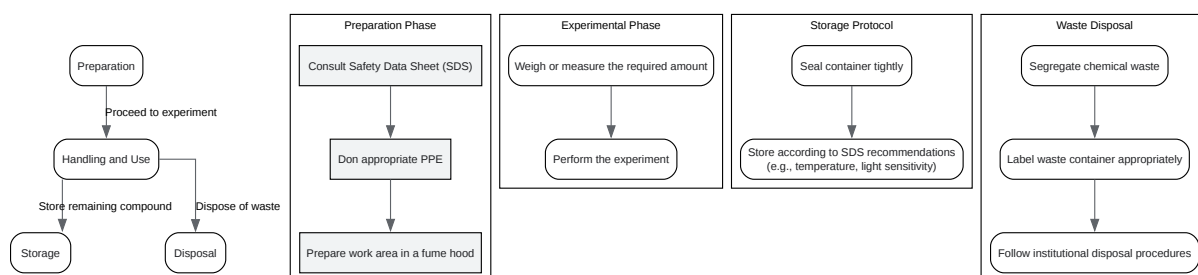 Preparation
Proceed to experiment
Handling and Use
Store remaining compound
Dispose of waste
Storage
Disposal
Preparation Phase
Consult Safety Data Sheet (SDS)
Don appropriate PPE
Prepare work area in a fume hood
Experimental Phase
Weigh or measure the required amount
Perform the experiment
Storage Protocol
Seal container tightly
Store according to SDS recommendations
(e.g., temperature, light sensitivity)
Waste Disposal
Segregate chemical waste
Label waste container appropriately
Follow institutional disposal procedures